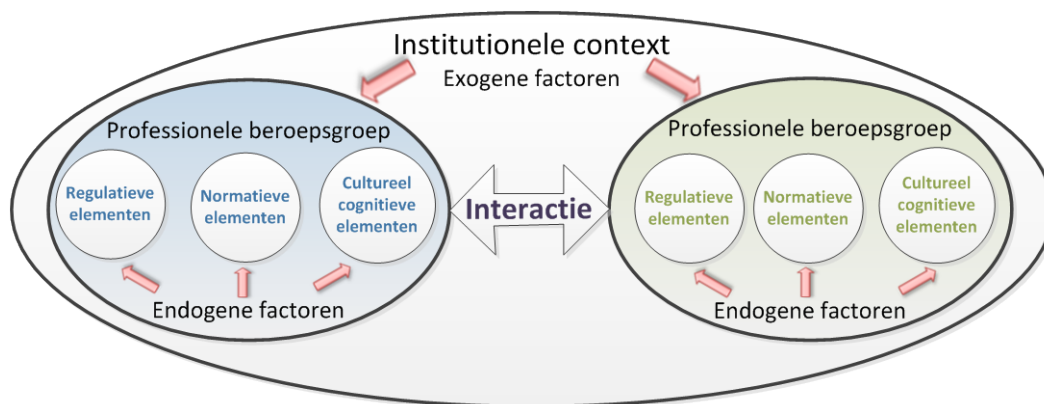 Institutionele context
Exogene factoren
Professionele beroepsgroep
Regulatieve
elementen
Normatieve
elementen
Cultureel
cognitieve
elementen
Endogene factoren
Interactie
Professionele beroepsgroep
Regulatieve
elementen
Normatieve
elementen
Cultureel
cognitieve
elementen
Endogene factoren